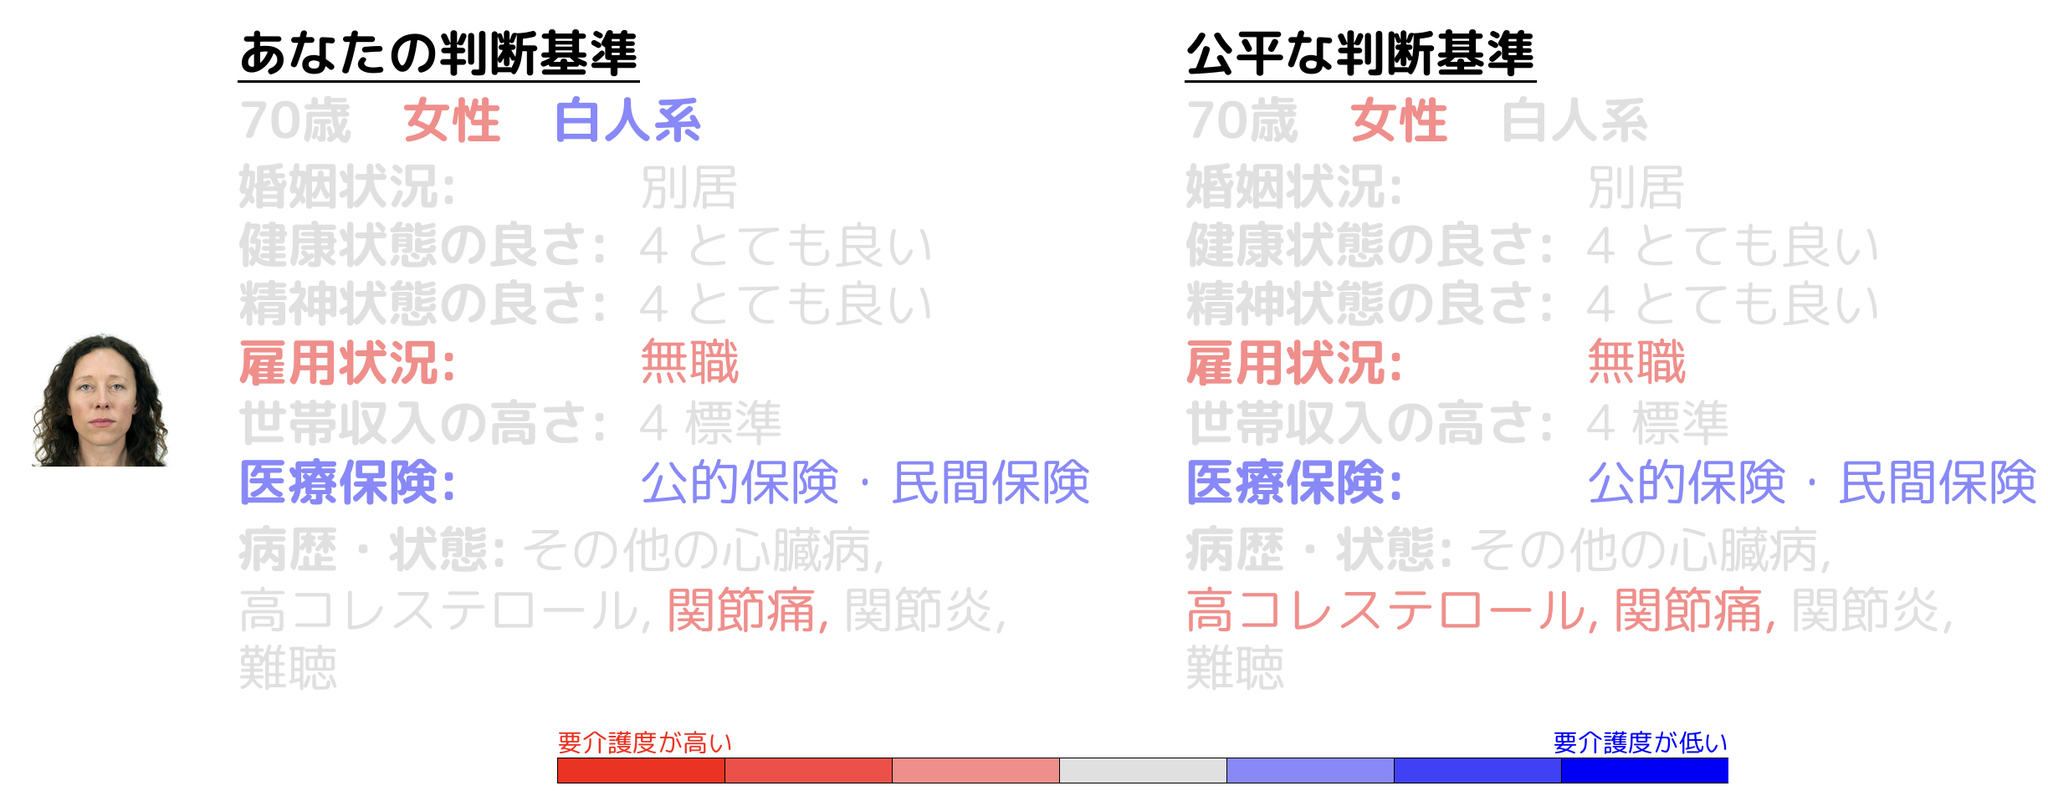 あなたの判断基準
70歳 女性 白人系
婚姻状況: 別居
健康状態の良さ: 4 とても良い
精神状態の良さ: 4 とても良い
雇用状況: 無職
世帯収入の高さ: 4 標準
医療保険: 公的保険・民間保険
病歴・状態: その他の心臓病,
高コレステロール, 関節痛, 関節炎,
難聴
公平な判断基準
70歳 女性 白人系
婚姻状況: 別居
健康状態の良さ: 4 とても良い
精神状態の良さ: 4 とても良い
雇用状況: 無職
世帯収入の高さ: 4 標準
医療保険: 公的保険・民間保険
病歴・状態: その他の心臓病,
高コレステロール, 関節痛, 関節炎,
難聴
要介護度が高い
要介護度が低い